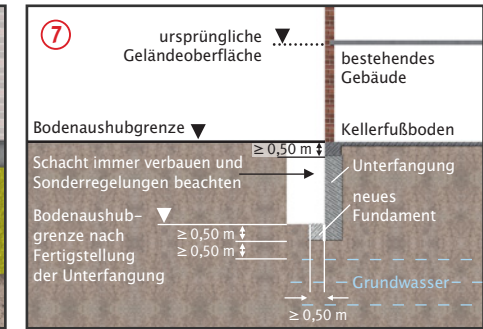 7
ursprüngliche
Geländeoberfläche
bestehendes
Gebäude
Bodenaushubgrenze
Kellerfußboden
≥ 0,50 m
Schacht immer verbauen und
Sonderregelungen beachten
Unterfangung
neues
Fundament
Bodenaushub-
grenze nach
Fertigstellung
der Unterfangung
≥ 0,50 m
≥ 0,50 m
Grundwasser
≥ 0,50 m